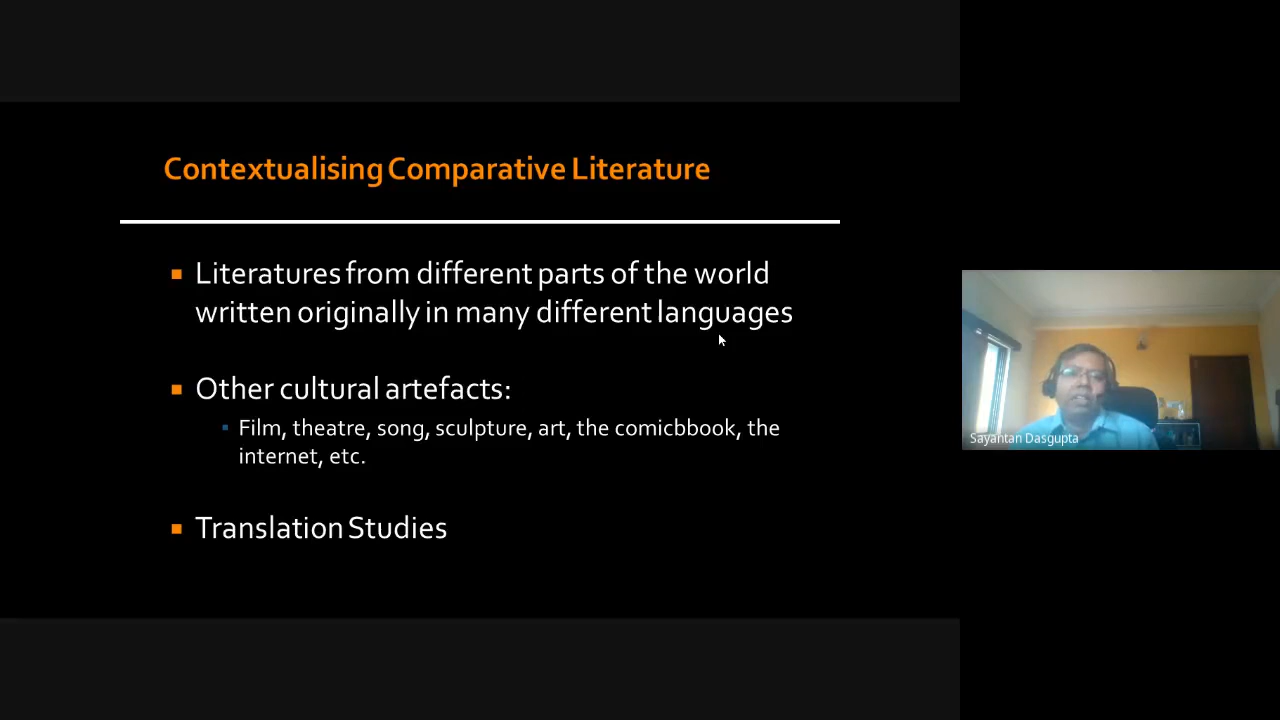 Contextualising Comparative Literature
Literatures from different parts of the world
written originally in many different languages
Other cultural artefacts:
Film, theatre, song, sculpture, art, the comicbbook, the
internet, etc.
Translation Studies
Sayantan Dasgupta